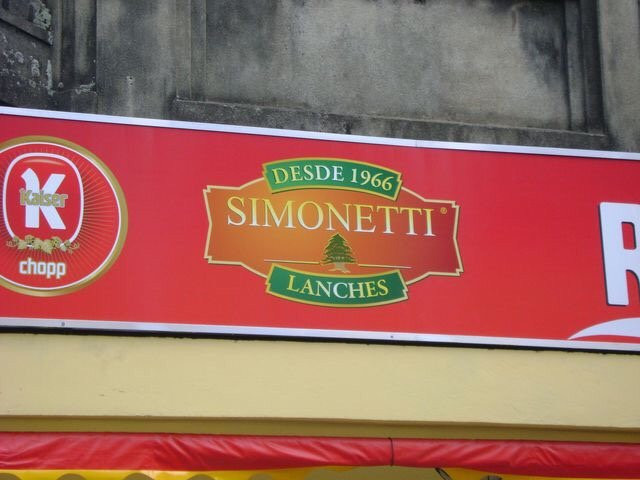 K
Kaiser
chopp
DESDE 1966
SIMONETTI®
LANCHES
R